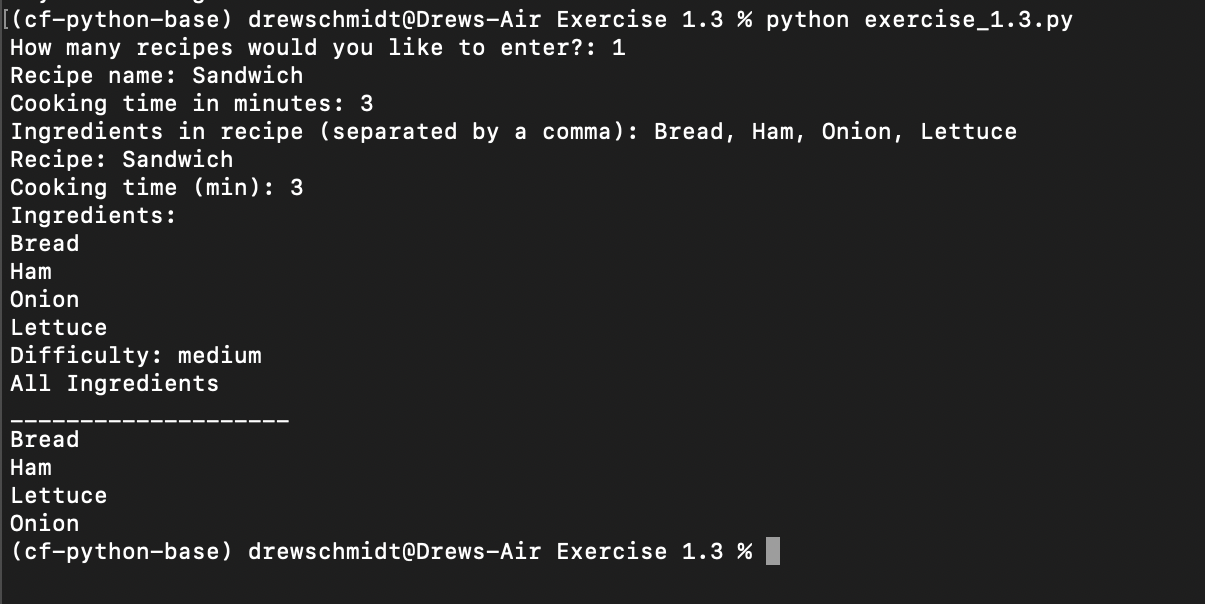 [(cf-python-base) drewschmidt@Drews-Air Exercise 1.3 % python exercise_1.3.py
How many recipes would you like to enter?: 1
Recipe name: Sandwich
Cooking time in minutes: 3
Ingredients in recipe (separated by a comma): Bread, Ham, Onion, Lettuce
Recipe: Sandwich
Cooking time (min): 3
Ingredients:
Bread
Ham
Onion
Lettuce
Difficulty: medium
All Ingredients
____________________
Bread
Ham
Lettuce
Onion
(cf-python-base) drewschmidt@Drews-Air Exercise 1.3 %